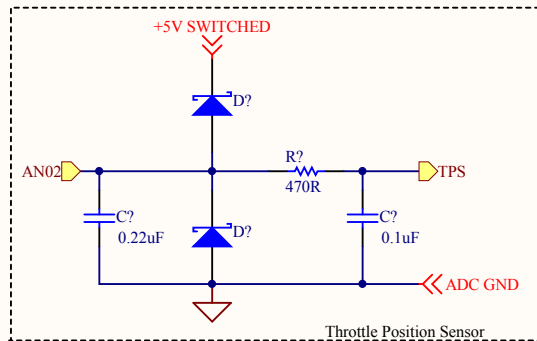 +5V SWITCHED
D?
AN02
R?
470R
TPS
C?
0.22uF
D?
C?
0.1uF
ADC GND
Throttle Position Sensor